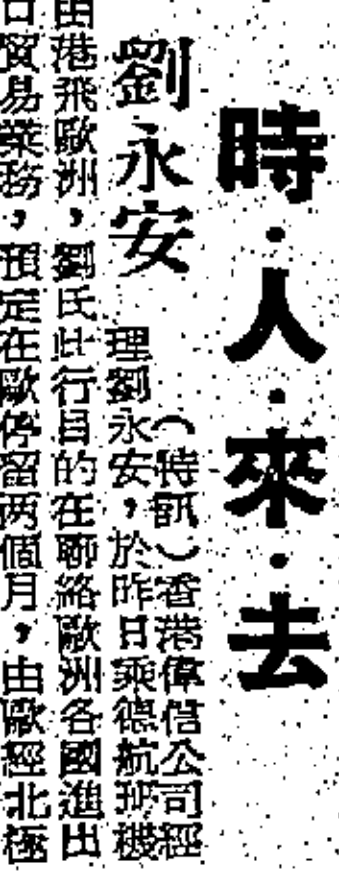 時·人·來·去
劉永安
（特訊）香港偉信公司經
理劉永安，於昨日乘德航班機
由港飛歐洲，劉氏此行目的在聯絡歐洲各國進出
口貿易業務，預定在歐停留两個月，由歐經北極